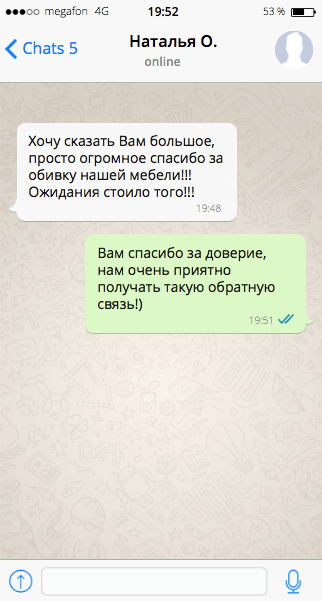 megafon 4G 19:52 53 %
Chats 5 Наталья О.
online
Хочу сказать Вам большое,
просто огромное спасибо за
обивку нашей мебели!!!
Ожидания стоило того!!!
19:48
Вам спасибо за доверие,
нам очень приятно
получать такую обратную
связь!)
19:51